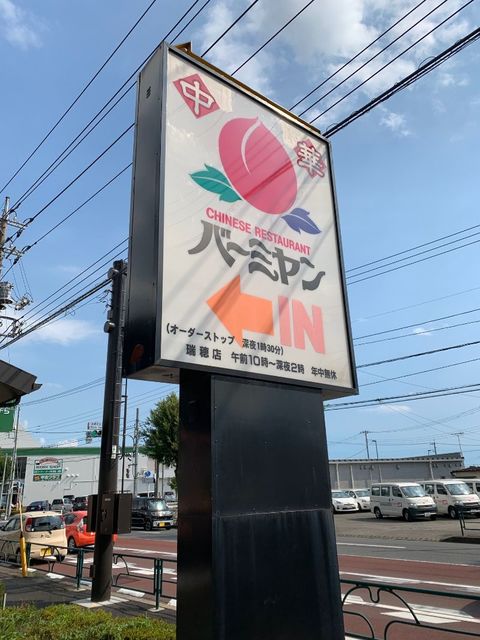 中
華
CHINESE RESTAURANT
バーミヤン
IN
(オーダーストップ 深夜1時30分)
瑞穂店 午前10時～深夜2時 年中無休